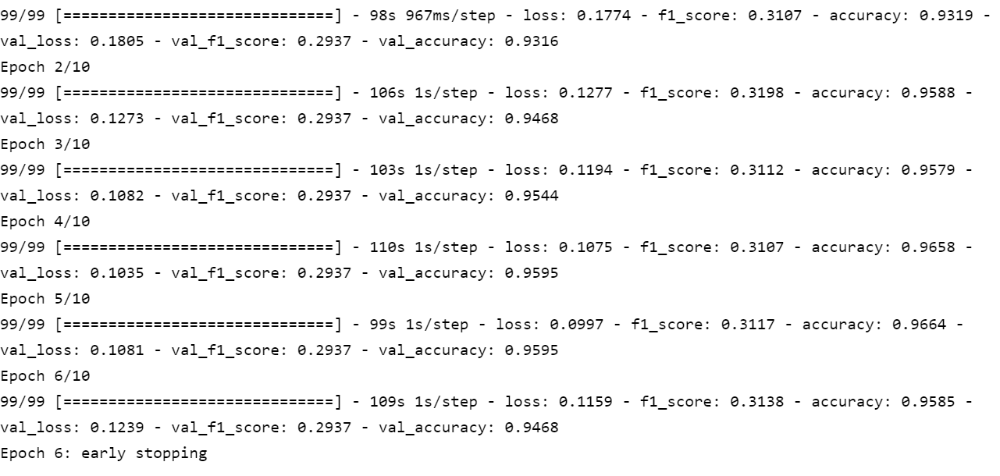 99/99 [==============================] - 98s 967ms/step - loss: 0.1774 - f1_score: 0.3107 - accuracy: 0.9319 -
val_loss: 0.1805 - val_f1_score: 0.2937 - val_accuracy: 0.9316
Epoch 2/10
99/99 [==============================] - 106s 1s/step - loss: 0.1277 - f1_score: 0.3198 - accuracy: 0.9588 -
val_loss: 0.1273 - val_f1_score: 0.2937 - val_accuracy: 0.9468
Epoch 3/10
99/99 [==============================] - 103s 1s/step - loss: 0.1194 - f1_score: 0.3112 - accuracy: 0.9579 -
val_loss: 0.1082 - val_f1_score: 0.2937 - val_accuracy: 0.9544
Epoch 4/10
99/99 [==============================] - 110s 1s/step - loss: 0.1075 - f1_score: 0.3107 - accuracy: 0.9658 -
val_loss: 0.1035 - val_f1_score: 0.2937 - val_accuracy: 0.9595
Epoch 5/10
99/99 [==============================] - 99s 1s/step - loss: 0.0997 - f1_score: 0.3117 - accuracy: 0.9664 -
val_loss: 0.1081 - val_f1_score: 0.2937 - val_accuracy: 0.9595
Epoch 6/10
99/99 [==============================] - 109s 1s/step - loss: 0.1159 - f1_score: 0.3138 - accuracy: 0.9585 -
val_loss: 0.1239 - val_f1_score: 0.2937 - val_accuracy: 0.9468
Epoch 6: early stopping